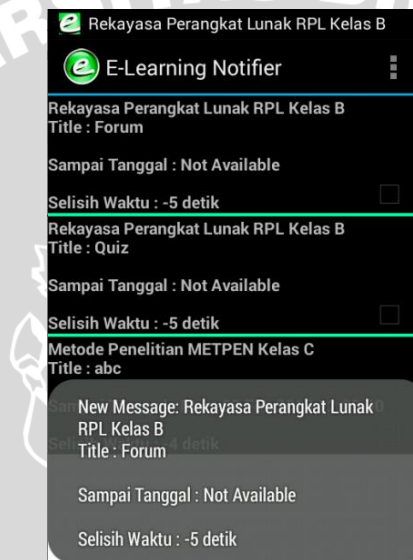 Rekayasa Perangkat Lunak RPL Kelas B
E-Learning Notifier
Rekayasa Perangkat Lunak RPL Kelas B
Title : Forum
Sampai Tanggal : Not Available
Selisih Waktu : -5 detik
Rekayasa Perangkat Lunak RPL Kelas B
Title : Quiz
Sampai Tanggal : Not Available
Selisih Waktu : -5 detik
Metode Penelitian METPEN Kelas C
Title : abc
New Message: Rekayasa Perangkat Lunak
RPL Kelas B
Title : Forum
Sampai Tanggal : Not Available
Selisih Waktu : -5 detik